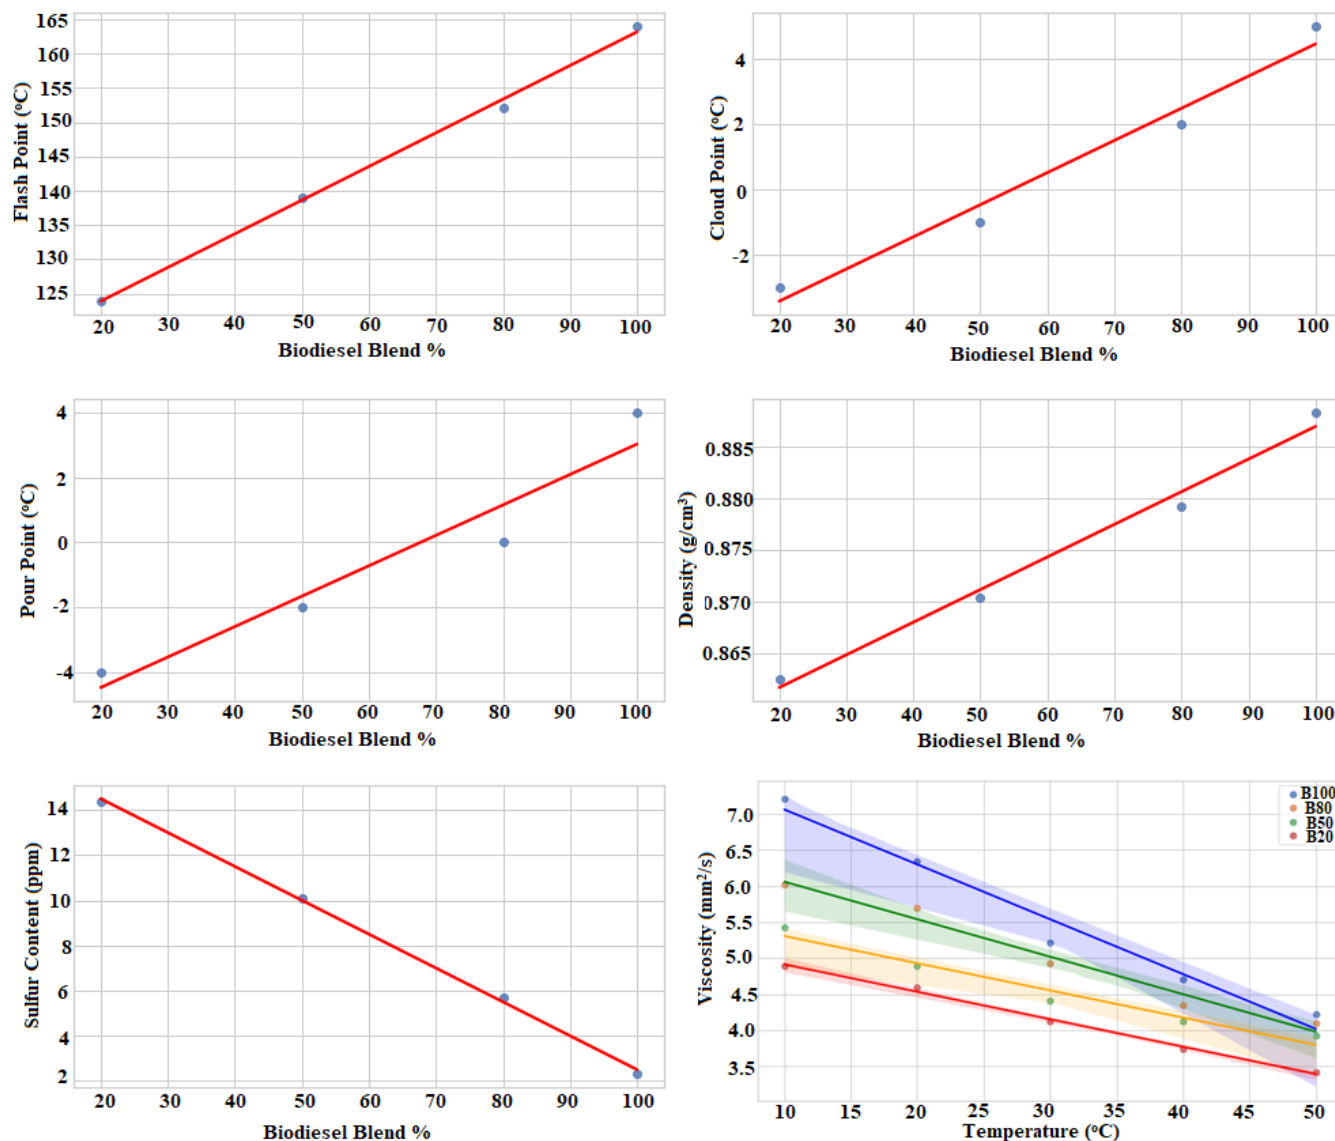 165
160
155
150
145
140
135
130
125
Flash Point (°C)
20 30 40 50 60 70 80 90 100
Biodiesel Blend %
4
2
0
-2
Cloud Point (°C)
20 30 40 50 60 70 80 90 100
Biodiesel Blend %
4
2
0
-2
-4
Pour Point (°C)
20 30 40 50 60 70 80 90 100
Biodiesel Blend %
0.885
0.880
0.875
0.870
0.865
Density (g/cm³)
20 30 40 50 60 70 80 90 100
Biodiesel Blend %
14
12
10
8
6
4
2
Sulfur Content (ppm)
20 30 40 50 60 70 80 90 100
Biodiesel Blend %
B100
B80
B50
B20
7.0
6.5
6.0
5.5
5.0
4.5
4.0
3.5
Viscosity (mm²/s)
10 15 20 25 30 35 40 45 50
Temperature (°C)